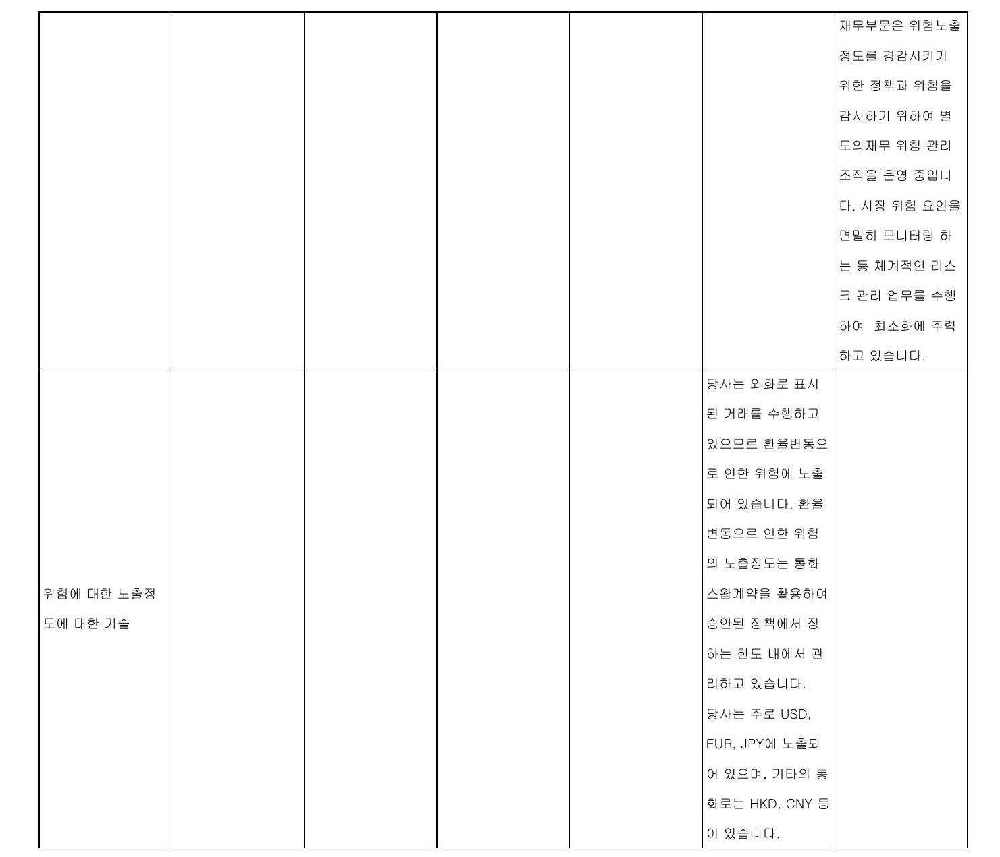 재무부문은 위험노출
정도를 경감시키기
위한 정책과 위험을
감시하기 위하여 별
도의재무 위험 관리
조직을 운영 중입니
다. 시장 위험 요인을
면밀히 모니터링 하
는 등 체계적인 리스
크 관리 업무를 수행
하여  최소화에 주력
하고 있습니다.
위험에 대한 노출정
도에 대한 기술
당사는 외화로 표시
된 거래를 수행하고
있으므로 환율변동으
로 인한 위험에 노출
되어 있습니다. 환율
변동으로 인한 위험
의 노출정도는 통화
스왑계약을 활용하여
승인된 정책에서 정
하는 한도 내에서 관
리하고 있습니다.
당사는 주로 USD,
EUR, JPY에 노출되
어 있으며, 기타의 통
화로는 HKD, CNY 등
이 있습니다.